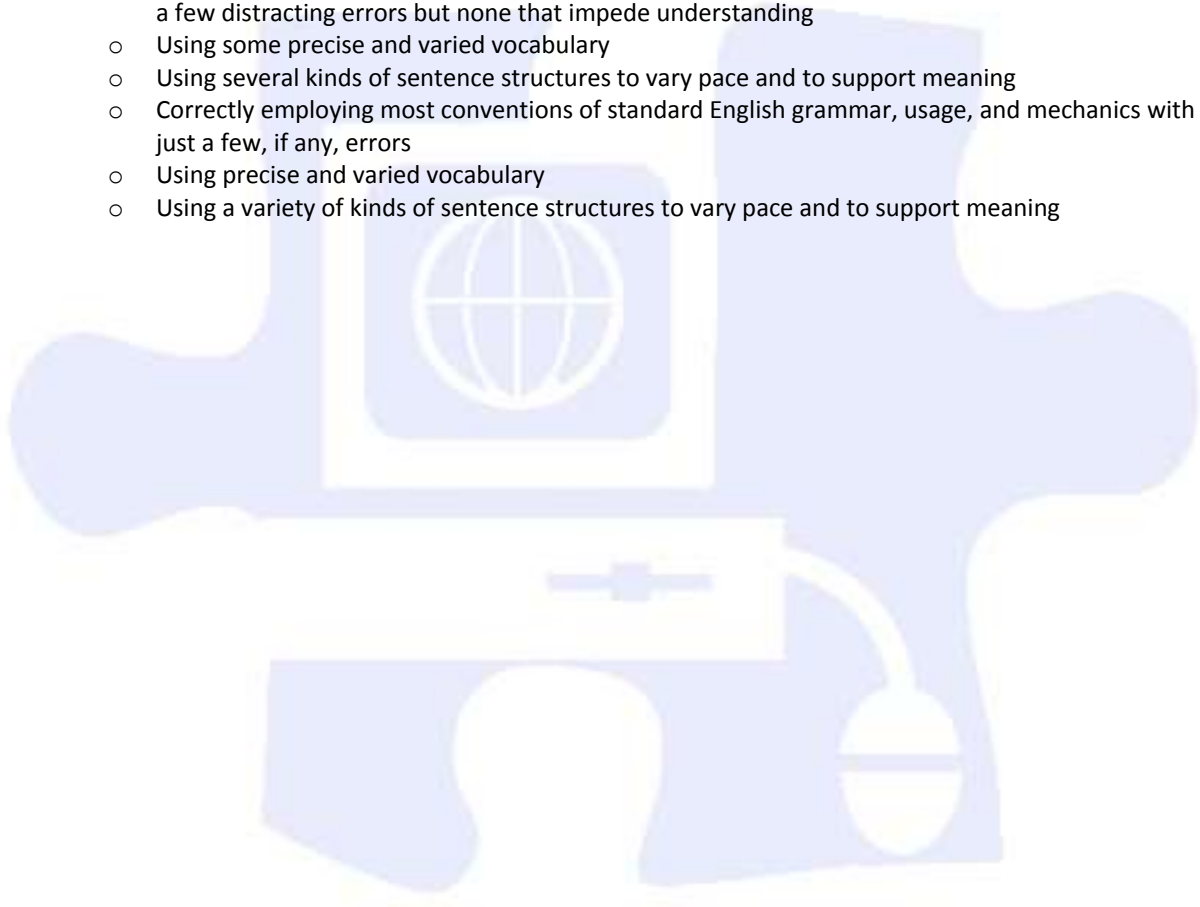 a few distracting errors but none that impede understanding
o Using some precise and varied vocabulary
o Using several kinds of sentence structures to vary pace and to support meaning
o Correctly employing most conventions of standard English grammar, usage, and mechanics with
just a few, if any, errors
o Using precise and varied vocabulary
o Using a variety of kinds of sentence structures to vary pace and to support meaning